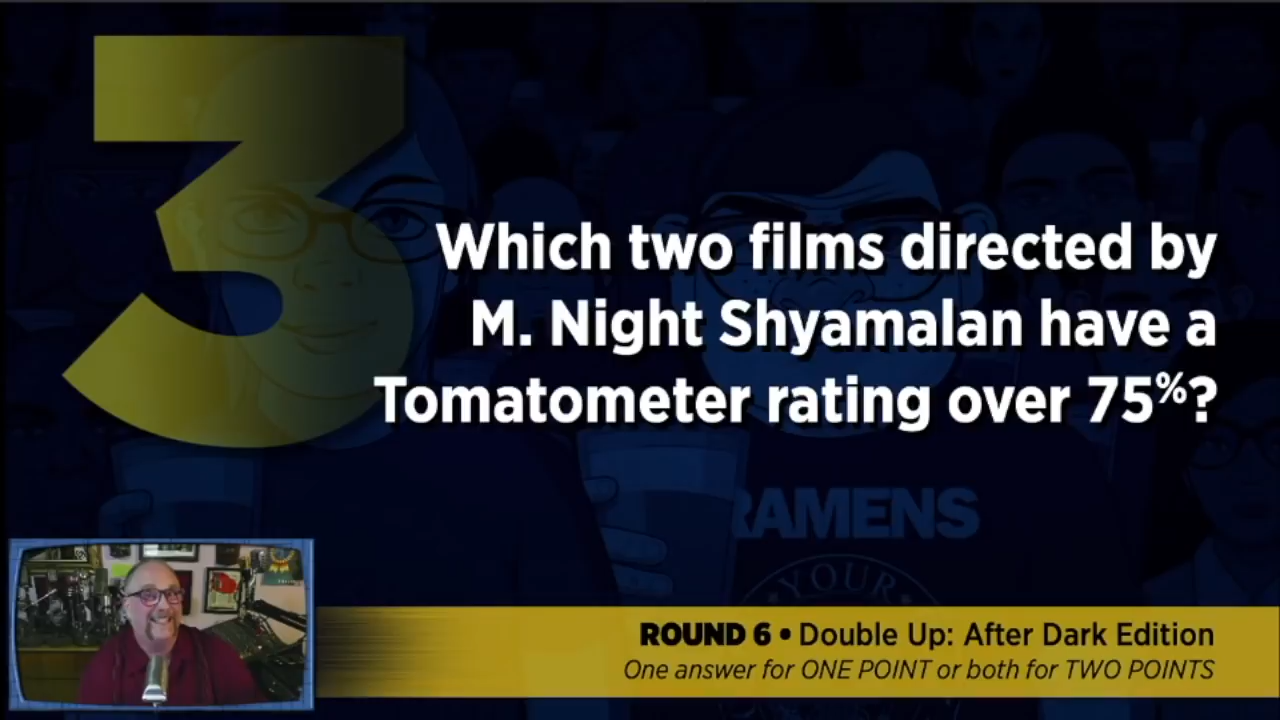 3
Which two films directed by
M. Night Shyamalan have a
Tomatometer rating over 75%?
RAMENS
YOUR
ROUND 6 • Double Up: After Dark Edition
One answer for ONE POINT or both for TWO POINTS